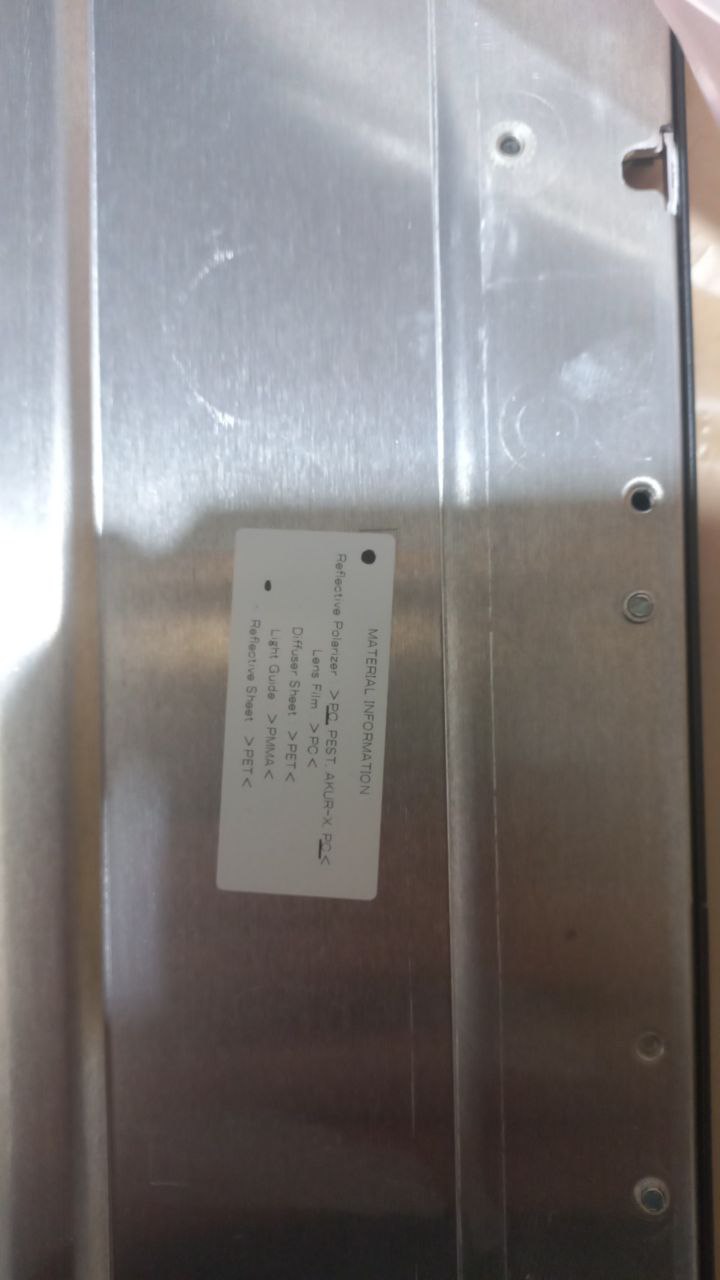 MATERIAL INFORMATION
Reflective Polarizer >PC, PEST, AKUR-X PC<
Lens Film >PC<
Diffuser Sheet >PET<
Light Guide >PMMA<
Reflective Sheet >PET<